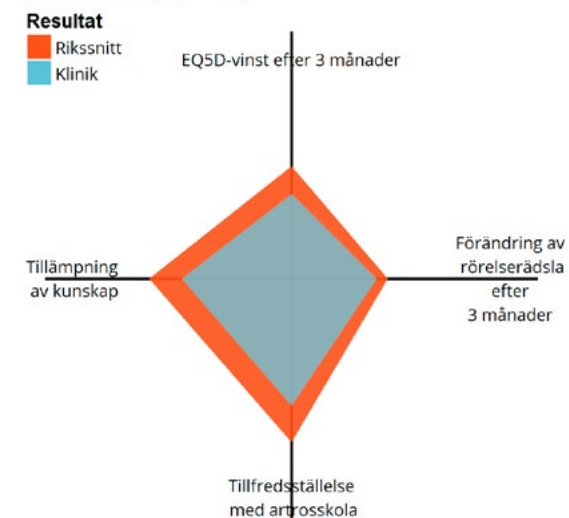 Resultat
Rikssnitt
Klinik
EQ5D-vinst efter 3 månader
Förändring av
rörelserädsla
efter
3 månader
Tillämpning
av kunskap
Tillfredsställelse
med artrosskola